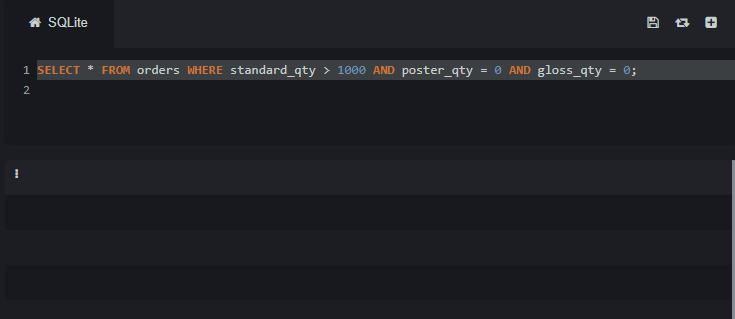 SQLite
1 SELECT * FROM orders WHERE standard_qty > 1000 AND poster_qty = 0 AND gloss_qty = 0;
2